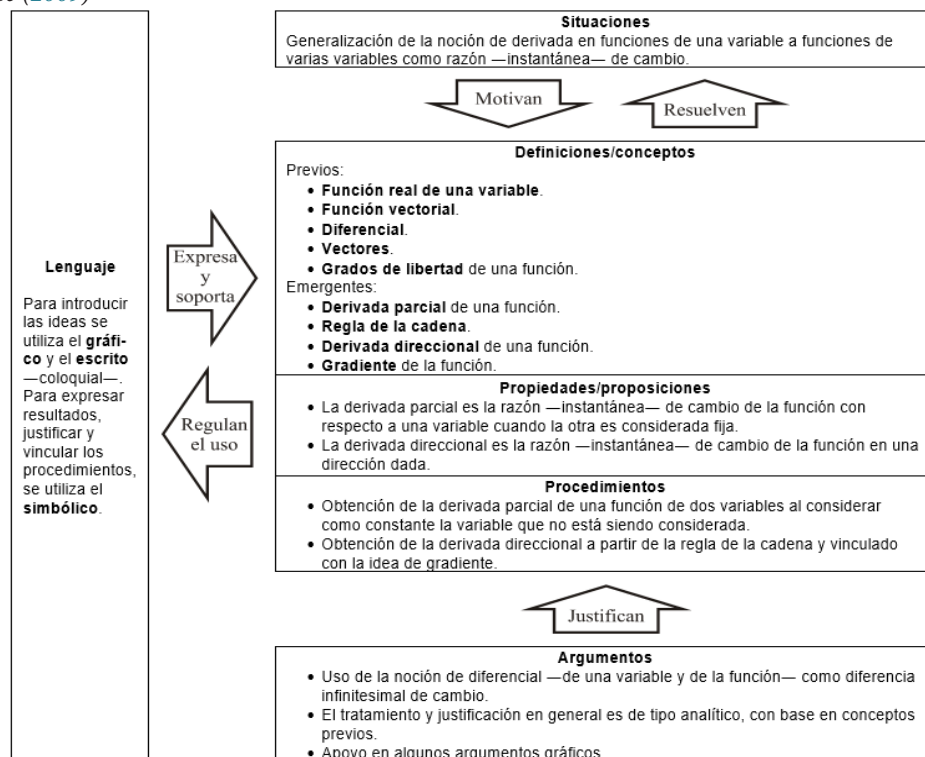 (2009)
Situaciones
Generalización de la noción de derivada en funciones de una variable a funciones de
varias variables como razón —instantánea— de cambio.
Motivan
Resuelven
Lenguaje
Para introducir
las ideas se
utiliza el gráfi-
co y el escrito
—coloquial—.
Para expresar
resultados,
justificar y
vincular los
procedimientos,
se utiliza el
simbólico.
Expresa
y
soporta
Regulan
el uso
Definiciones/conceptos
Previos:
• Función real de una variable.
• Función vectorial.
• Diferencial.
• Vectores.
• Grados de libertad de una función.
Emergentes:
• Derivada parcial de una función.
• Regla de la cadena.
• Derivada direccional de una función.
• Gradiente de la función.
Propiedades/proposiciones
• La derivada parcial es la razón —instantánea— de cambio de la función con
respecto a una variable cuando la otra es considerada fija.
• La derivada direccional es la razón —instantánea— de cambio de la función en una
dirección dada.
Procedimientos
• Obtención de la derivada parcial de una función de dos variables al considerar
como constante la variable que no está siendo considerada.
• Obtención de la derivada direccional a partir de la regla de la cadena y vinculado
con la idea de gradiente.
Justifican
Argumentos
• Uso de la noción de diferencial —de una variable y de la función— como diferencia
infinitesimal de cambio.
• El tratamiento y justificación en general es de tipo analítico, con base en conceptos
previos.
• Apoyo en algunos argumentos gráficos.